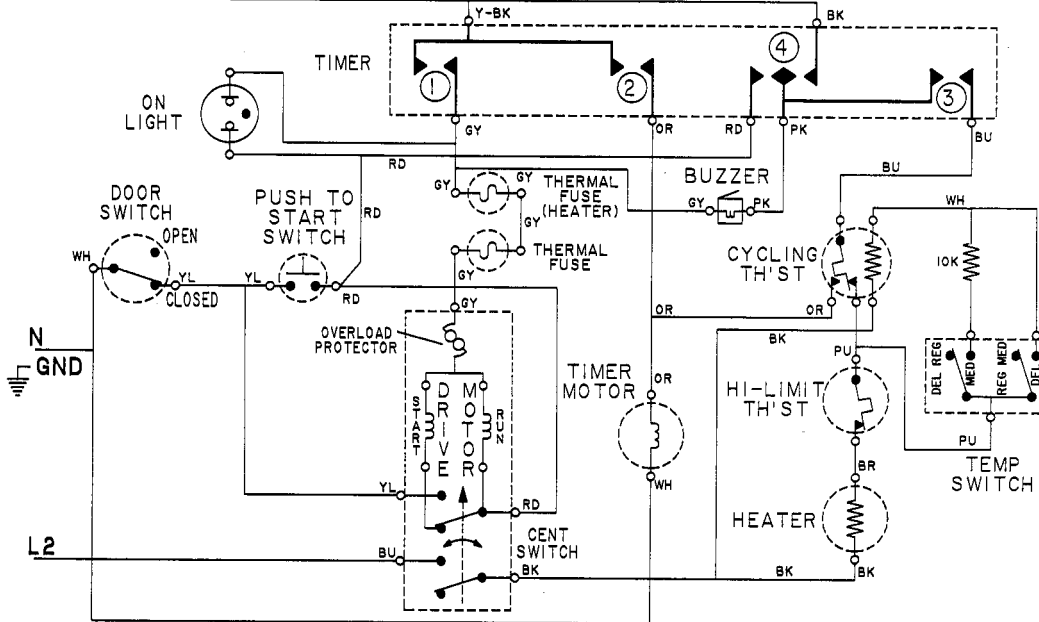 Y-BK
BK
TIMER
4
1
2
3
ON
LIGHT
GY
OR
RD
PK
BU
RD
BU
DOOR
SWITCH
OPEN
PUSH TO
START
SWITCH
RD
GY
GY
THERMAL
FUSE
(HEATER)
BUZZER
GY
PK
WH
GY
THERMAL
FUSE
GY
CYCLING
TH'ST
10K
WH
YL
CLOSED
YL
RD
GY
OR
OR
BK
N
GND
OVERLOAD
PROTECTOR
TIMER
MOTOR
OR
PU
HI-LIMIT
TH'ST
DEL REG
MED
REG MED
DEL
START
DRIVE
MOTOR
RUN
PU
TEMP
SWITCH
WH
BR
YL
RD
HEATER
CENT
SWITCH
L2
BU
BK
BK
BK